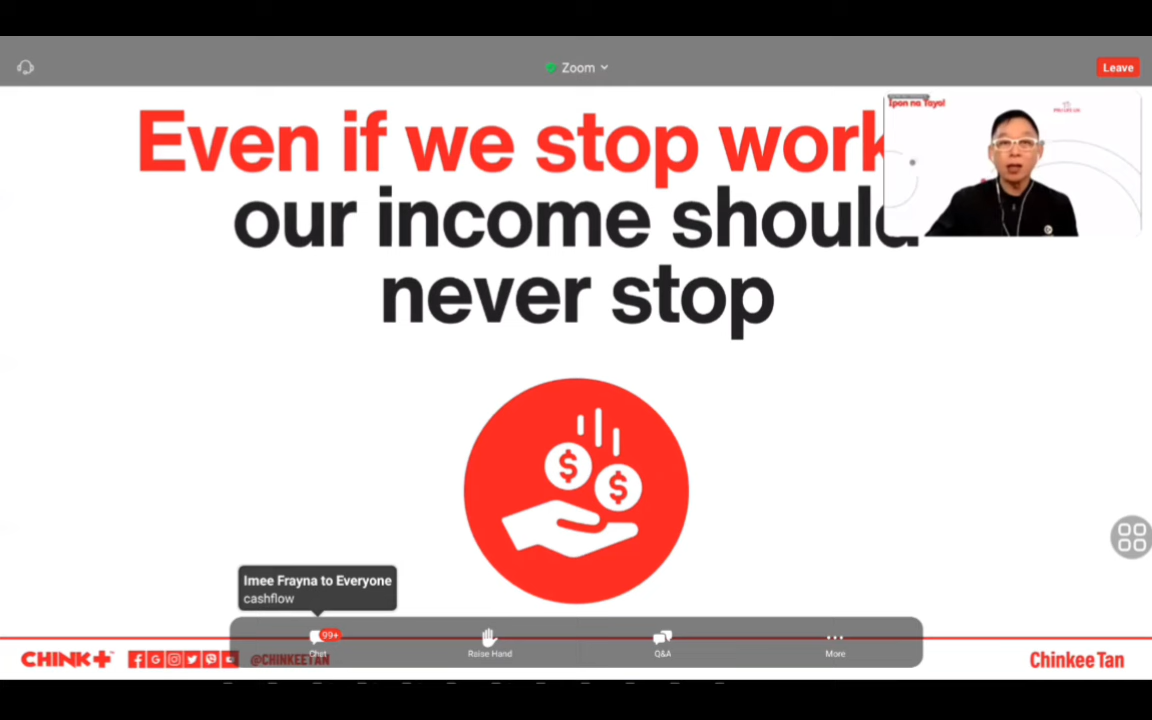 Zoom
Leave
Even if we stop work
our income should
never stop
Ipon na Tayo!
$
$
Imee Frayna to Everyone
cashflow
99+
Chat
Raise Hand
Q&A
More
CHINK+
@CHINKEETAN
Chinkee Tan